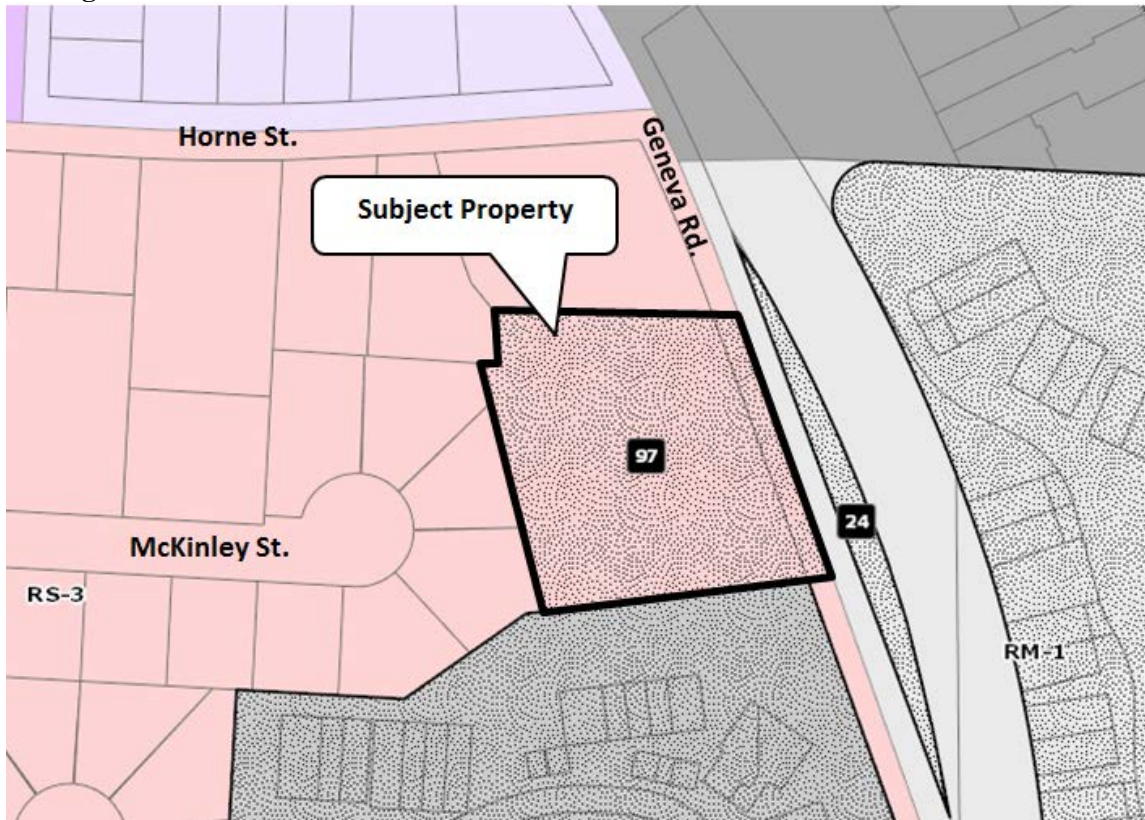 Horne St.
Geneva Rd.
Subject Property
97
24
McKinley St.
RS-3
RM-1